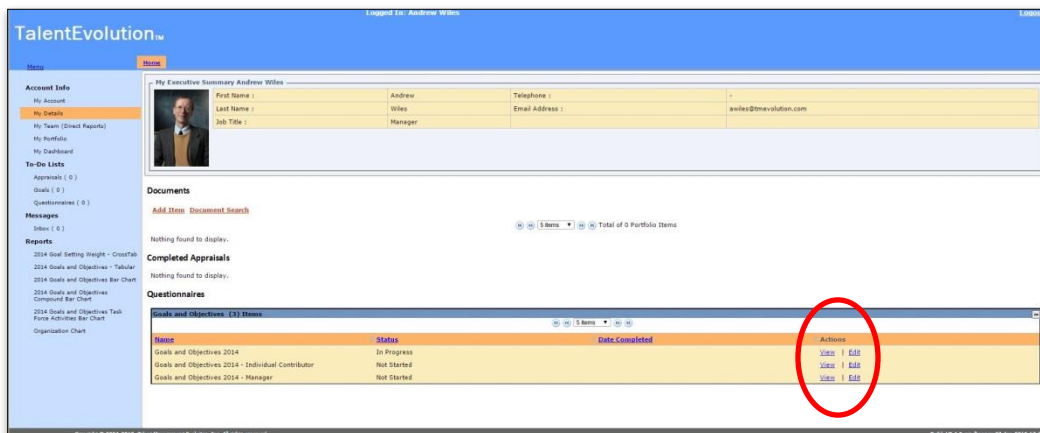 Logged In: Andrew Wiles
TalentEvolution™
Menu
Home
Account Info
My Account
My Details
My Team (Direct Reports)
My Portfolio
My Dashboard
To-Do Lists
Appraisals ( 0 )
Goals ( 0 )
Questionnaires ( 0 )
Messages
Inbox ( 0 )
Reports
2014 Goal Setting Weight - CrossTab
2014 Goals and Objectives - Tabular
2014 Goals and Objectives Bar Chart
2014 Goals and Objectives
Compound Bar Chart
2014 Goals and Objectives Task
Force Activities Bar Chart
Organization Chart
My Executive Summary Andrew Wiles
First Name : Andrew Telephone : -
Last Name : Wiles Email Address : awiles@tmevolution.com
Job Title : Manager
Documents
Add Item Document Search
5 items Total of 0 Portfolio Items
Nothing found to display.
Completed Appraisals
Nothing found to display.
Questionnaires
Goals and Objectives (3) Items
5 items
Name Status Date Completed Actions
Goals and Objectives 2014 In Progress View | Edit
Goals and Objectives 2014 - Individual Contributor Not Started View | Edit
Goals and Objectives 2014 - Manager Not Started View | Edit